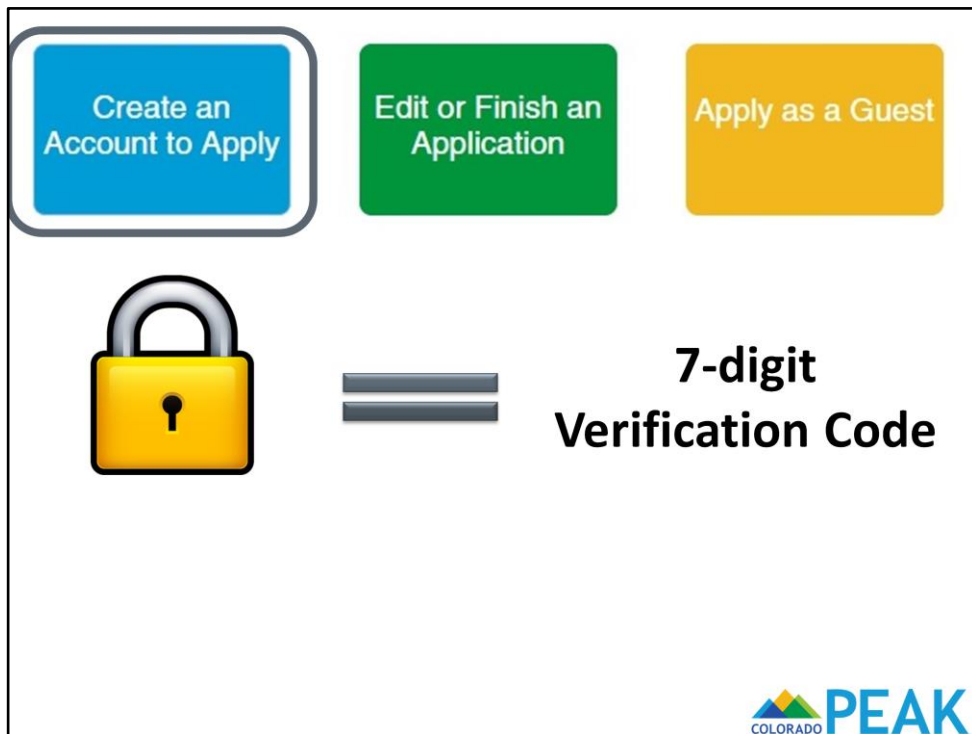 Create an
Account to Apply
Edit or Finish an
Application
Apply as a Guest
7-digit
Verification Code
COLORADO PEAK